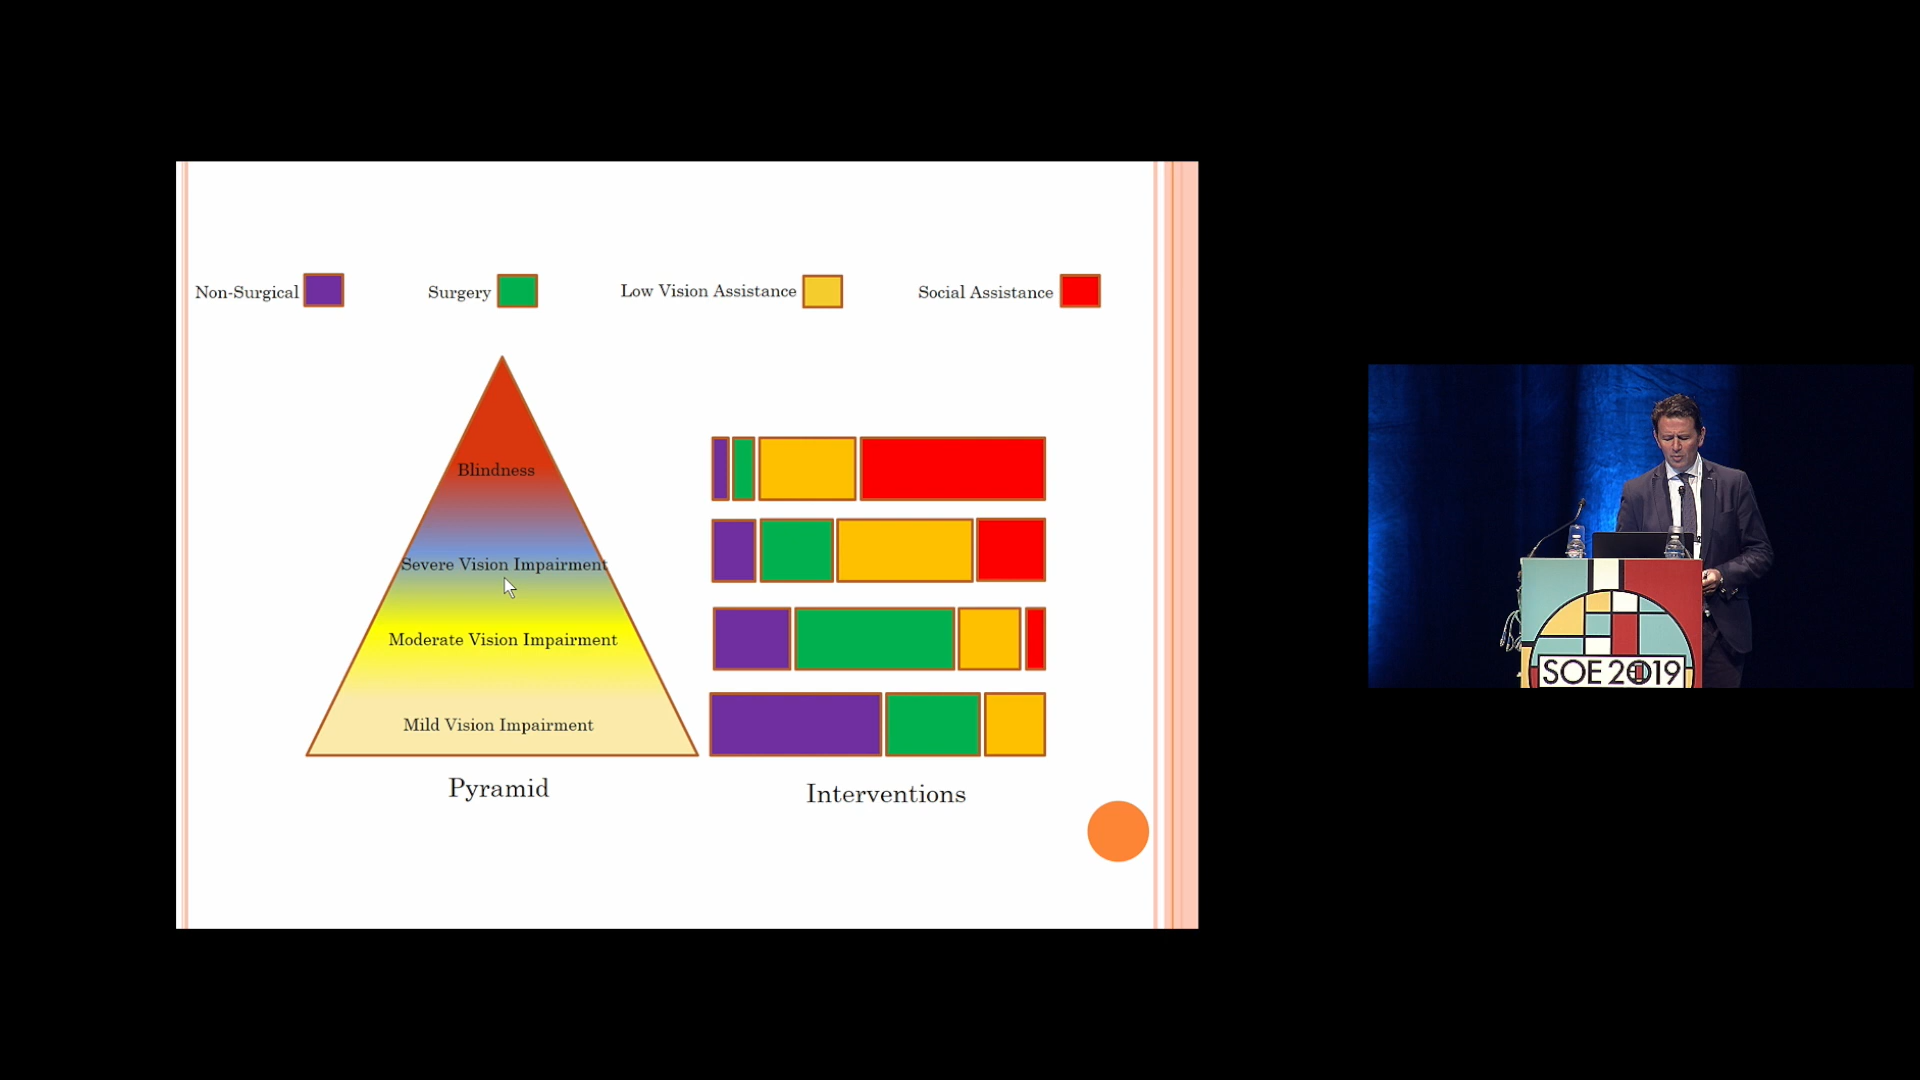 Non-Surgical
Surgery
Low Vision Assistance
Social Assistance
Blindness
Severe Vision Impairment
Moderate Vision Impairment
Mild Vision Impairment
Pyramid
Interventions
SOE 2019